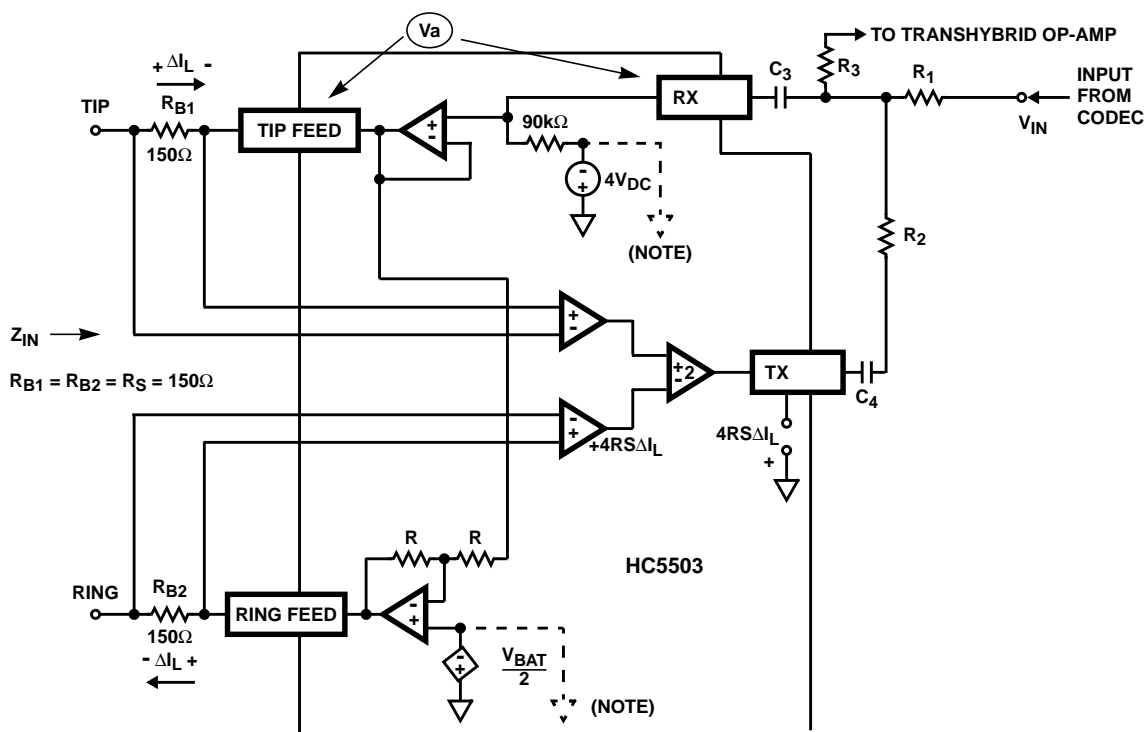 Va
TO TRANSHYBRID OP-AMP
+ ΔIL -
C3
R3
R1
INPUT
FROM
CODEC
TIP
RB1
RX
150Ω
TIP FEED
+
-
90kΩ
VIN
-
+
4VDC
(NOTE)
R2
ZIN
+
-
RB1 = RB2 = RS = 150Ω
+
-
2
TX
C4
-
+
+4RSΔIL
4RSΔIL
+
R
R
HC5503
RING
RB2
RING FEED
-
+
150Ω
- ΔIL +
-
+
VBAT
2
(NOTE)